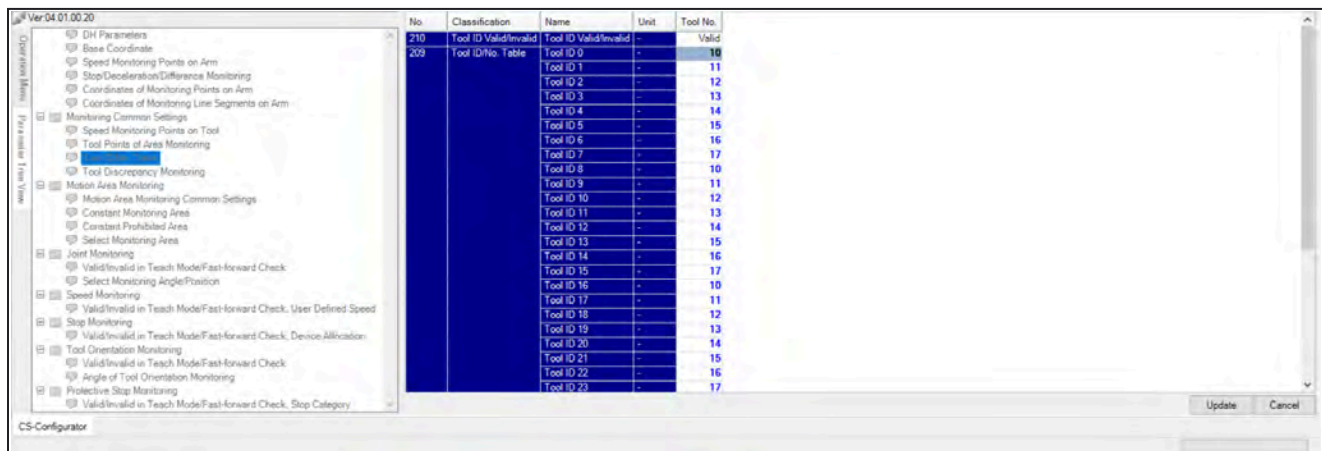 Ver:04.01.00.20
Operation Menu
Parameter Tree View
DH Parameters
Base Coordinate
Speed Monitoring Points on Arm
Stop/Deceleration/Difference Monitoring
Coordinates of Monitoring Points on Arm
Coordinates of Monitoring Line Segments on Arm
Monitoring Common Settings
Speed Monitoring Points on Tool
Tool Points of Area Monitoring
Tool Discrepancy Monitoring
Motion Area Monitoring
Motion Area Monitoring Common Settings
Constant Monitoring Area
Constant Prohibited Area
Select Monitoring Area
Joint Monitoring
Valid/Invalid in Teach Mode/Fast-forward Check
Select Monitoring Angle/Position
Speed Monitoring
Valid/Invalid in Teach Mode/Fast-forward Check, User Defined Speed
Stop Monitoring
Valid/Invalid in Teach Mode/Fast-forward Check, Device Allocation
Tool Orientation Monitoring
Valid/Invalid in Teach Mode/Fast-forward Check
Angle of Tool Orientation Monitoring
Protective Stop Monitoring
Valid/Invalid in Teach Mode/Fast-forward Check, Stop Category
No. Classification Name Unit Tool No.
210 Tool ID Valid/Invalid Tool ID Valid/Invalid - Valid
209 Tool ID/No. Table Tool ID 0 - 10
Tool ID 1 - 11
Tool ID 2 - 12
Tool ID 3 - 13
Tool ID 4 - 14
Tool ID 5 - 15
Tool ID 6 - 16
Tool ID 7 - 17
Tool ID 8 - 10
Tool ID 9 - 11
Tool ID 10 - 12
Tool ID 11 - 13
Tool ID 12 - 14
Tool ID 13 - 15
Tool ID 14 - 16
Tool ID 15 - 17
Tool ID 16 - 10
Tool ID 17 - 11
Tool ID 18 - 12
Tool ID 19 - 13
Tool ID 20 - 14
Tool ID 21 - 15
Tool ID 22 - 16
Tool ID 23 - 17
Update Cancel
CS-Configurator